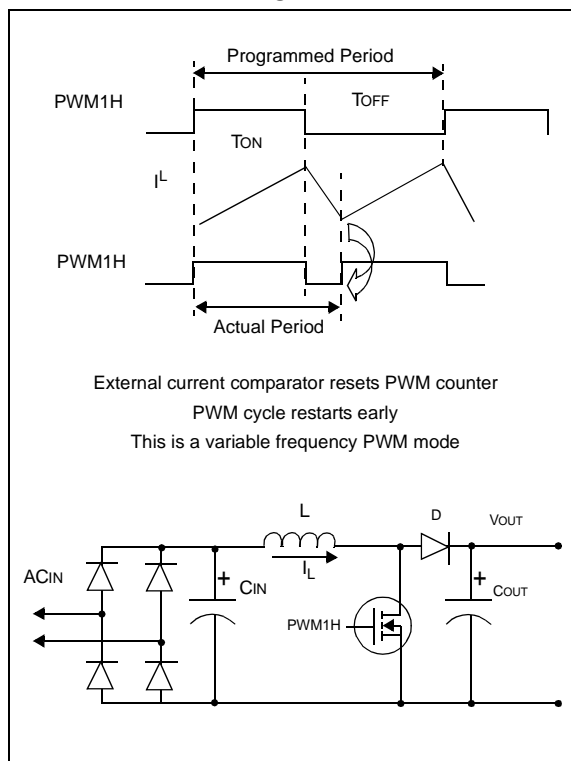 Programmed Period
PWM1H
TOFF
TON
IL
PWM1H
Actual Period
External current comparator resets PWM counter
PWM cycle restarts early
This is a variable frequency PWM mode
L
D
VOUT
ACIN
+
CIN
IL
+
COUT
PWM1H